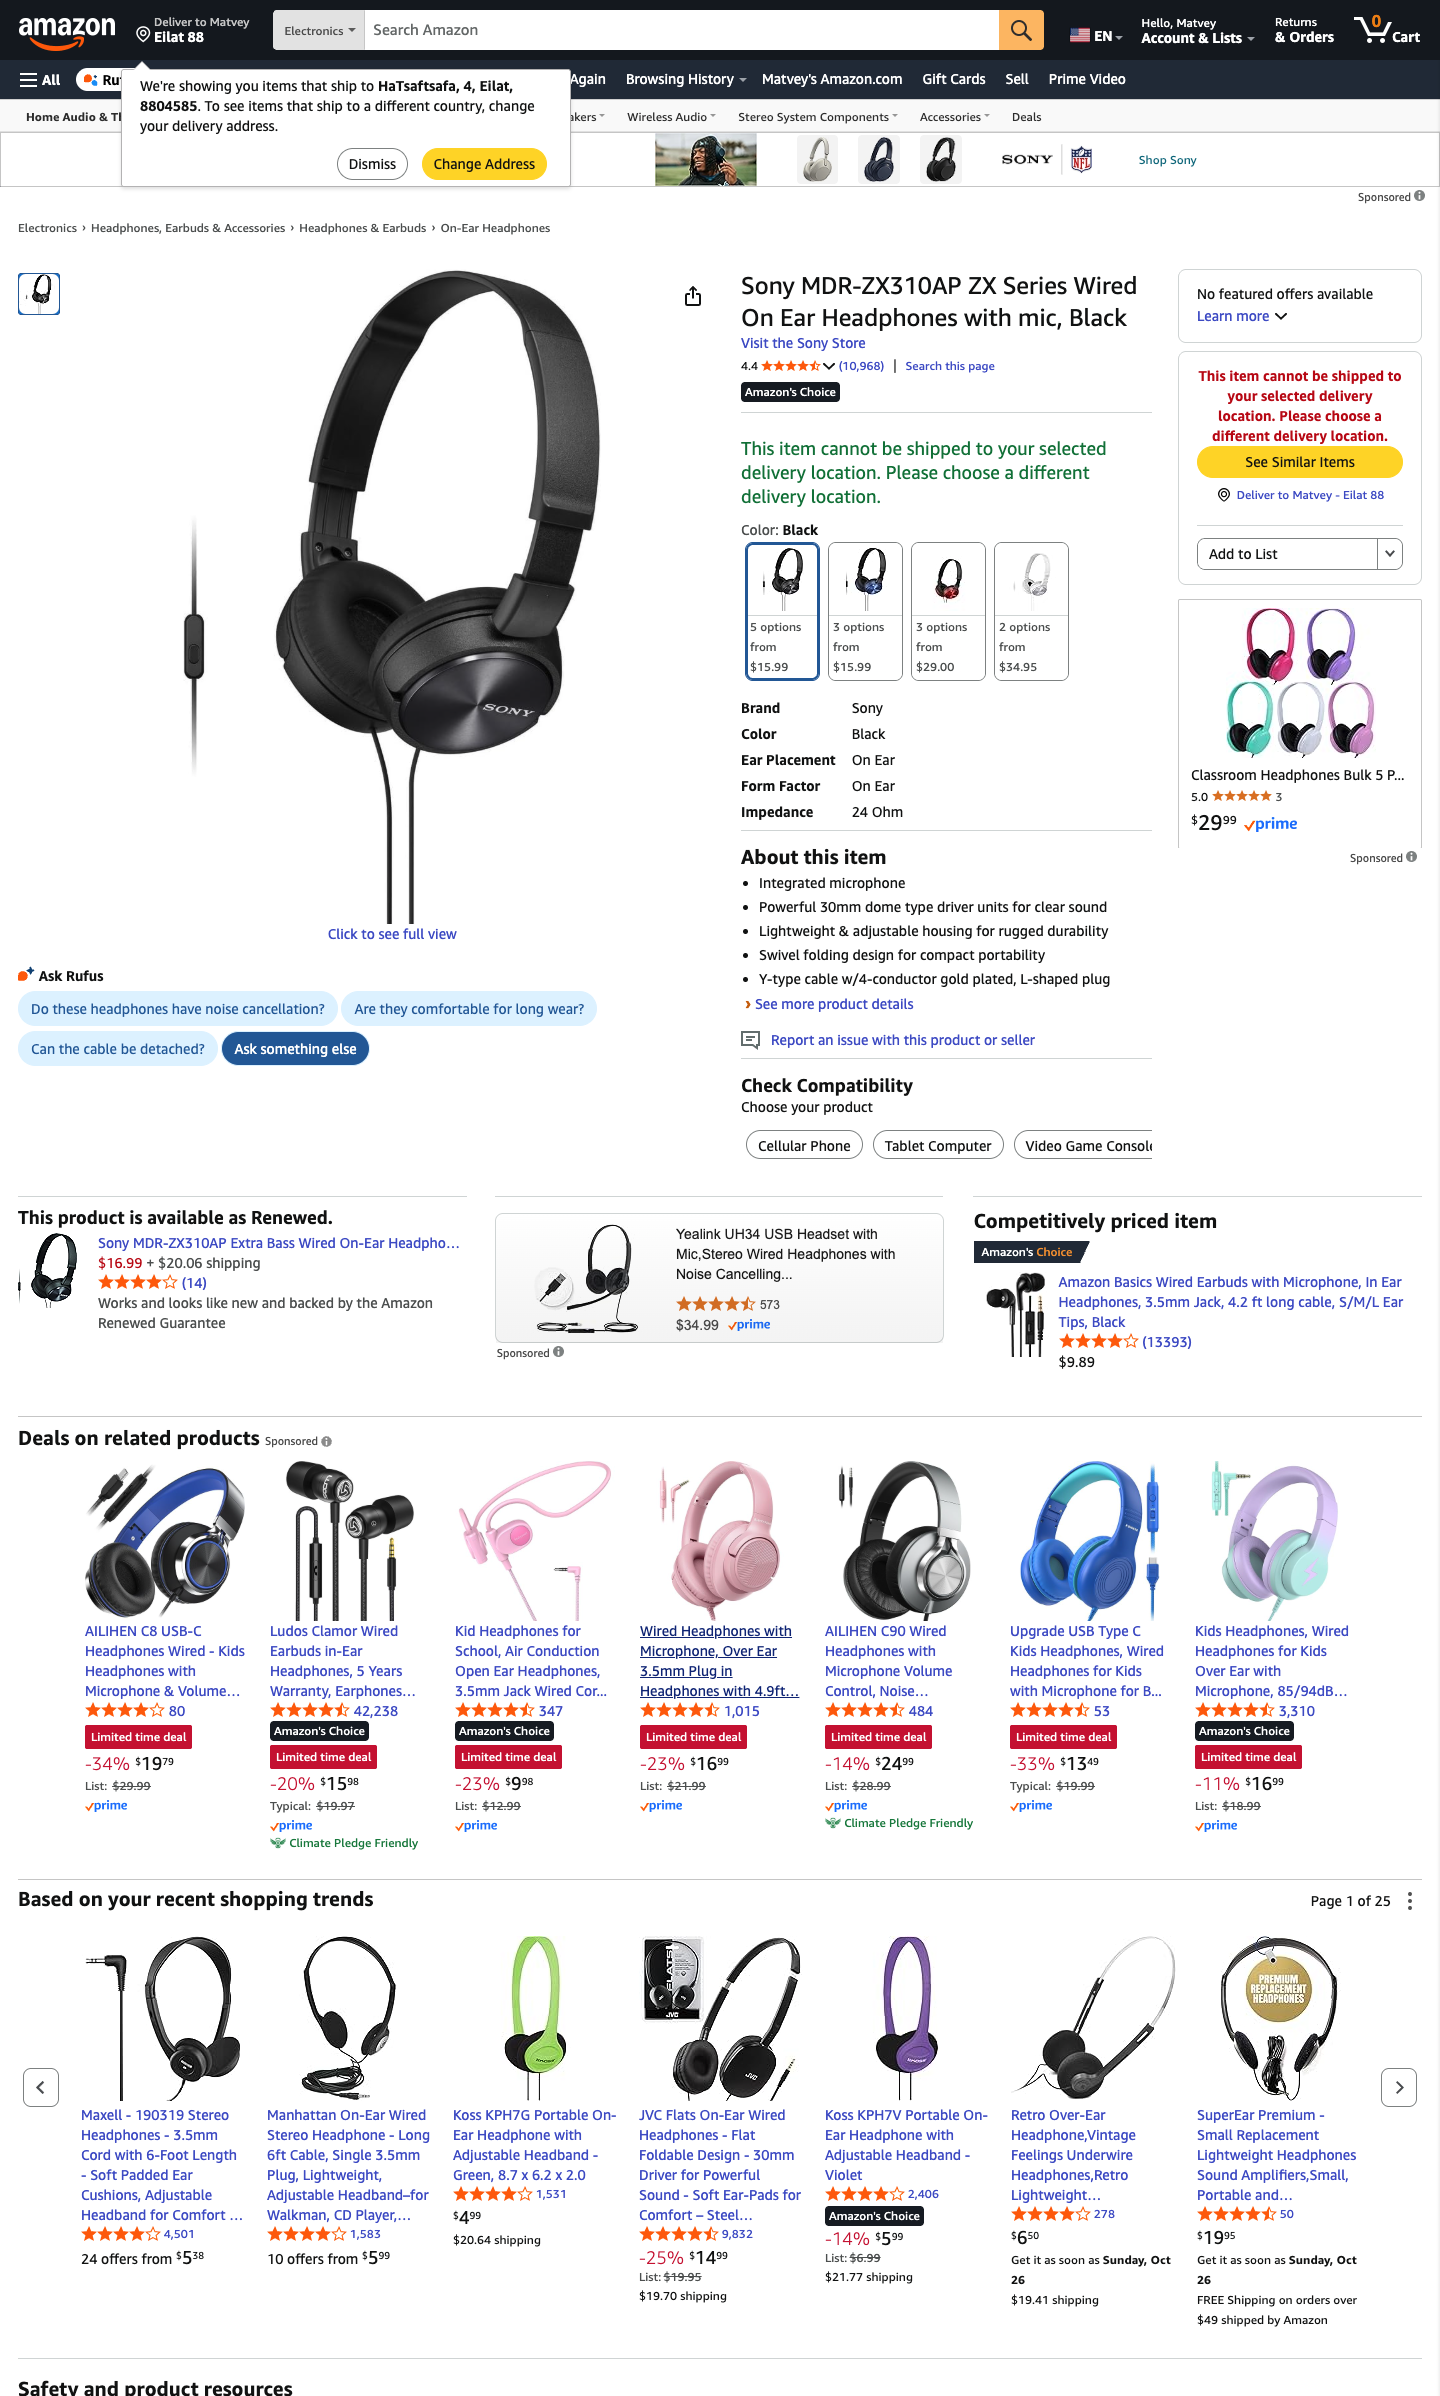 amazon
Deliver to Matvey
Eilat 88
Electronics
Search Amazon
EN
Hello, Matvey
Account & Lists
Returns
& Orders
0
Cart
All
Ruf
Again
Browsing History
Matvey's Amazon.com
Gift Cards
Sell
Prime Video
We're showing you items that ship to HaTsaftsafa, 4, Eilat,
8804585. To see items that ship to a different country, change
your delivery address.
Dismiss
Change Address
Home Audio & Th
akers
Wireless Audio
Stereo System Components
Accessories
Deals
SONY
NFL
Shop Sony
Sponsored
Electronics › Headphones, Earbuds & Accessories › Headphones & Earbuds › On-Ear Headphones
SONY
Click to see full view
Ask Rufus
Do these headphones have noise cancellation?
Are they comfortable for long wear?
Can the cable be detached?
Ask something else
Sony MDR-ZX310AP ZX Series Wired
On Ear Headphones with mic, Black
Visit the Sony Store
4.4 (10,968) | Search this page
Amazon's Choice
This item cannot be shipped to your selected
delivery location. Please choose a different
delivery location.
Color: Black
5 options
from
$15.99
3 options
from
$15.99
3 options
from
$29.00
2 options
from
$34.95
Brand Sony
Color Black
Ear Placement On Ear
Form Factor On Ear
Impedance 24 Ohm
About this item
• Integrated microphone
• Powerful 30mm dome type driver units for clear sound
• Lightweight & adjustable housing for rugged durability
• Swivel folding design for compact portability
• Y-type cable w/4-conductor gold plated, L-shaped plug
› See more product details
Report an issue with this product or seller
Check Compatibility
Choose your product
Cellular Phone
Tablet Computer
Video Game Console
No featured offers available
Learn more
This item cannot be shipped to
your selected delivery
location. Please choose a
different delivery location.
See Similar Items
Deliver to Matvey - Eilat 88
Add to List
Classroom Headphones Bulk 5 P...
5.0 3
$29.99 prime
Sponsored
This product is available as Renewed.
Sony MDR-ZX310AP Extra Bass Wired On-Ear Headpho...
$16.99 + $20.06 shipping
(14)
Works and looks like new and backed by the Amazon
Renewed Guarantee
Yealink UH34 USB Headset with
Mic,Stereo Wired Headphones with
Noise Cancelling...
573
$34.99 prime
Sponsored
Competitively priced item
Amazon's Choice
Amazon Basics Wired Earbuds with Microphone, In Ear
Headphones, 3.5mm Jack, 4.2 ft long cable, S/M/L Ear
Tips, Black
(13393)
$9.89
Deals on related products Sponsored
AILIHEN C8 USB-C
Headphones Wired - Kids
Headphones with
Microphone & Volume...
80
Limited time deal
-34% $19.79
List: $29.99
prime
Ludos Clamor Wired
Earbuds in-Ear
Headphones, 5 Years
Warranty, Earphones...
42,238
Amazon's Choice
Limited time deal
-20% $15.98
Typical: $19.97
prime
Climate Pledge Friendly
Kid Headphones for
School, Air Conduction
Open Ear Headphones,
3.5mm Jack Wired Cor...
347
Amazon's Choice
Limited time deal
-23% $9.98
List: $12.99
prime
Wired Headphones with
Microphone, Over Ear
3.5mm Plug in
Headphones with 4.9ft...
1,015
Limited time deal
-23% $16.99
List: $21.99
prime
AILIHEN C90 Wired
Headphones with
Microphone Volume
Control, Noise...
484
Limited time deal
-14% $24.99
List: $28.99
prime
Climate Pledge Friendly
Upgrade USB Type C
Kids Headphones, Wired
Headphones for Kids
with Microphone for B...
53
Limited time deal
-33% $13.49
Typical: $19.99
prime
Kids Headphones, Wired
Headphones for Kids
Over Ear with
Microphone, 85/94dB...
3,310
Amazon's Choice
Limited time deal
-11% $16.99
List: $18.99
prime
Based on your recent shopping trends
Page 1 of 25
FLATS
JVC
PREMIUM
REPLACEMENT
HEADPHONES
Maxell - 190319 Stereo
Headphones - 3.5mm
Cord with 6-Foot Length
- Soft Padded Ear
Cushions, Adjustable
Headband for Comfort ...
4,501
24 offers from $5.38
Manhattan On-Ear Wired
Stereo Headphone - Long
6ft Cable, Single 3.5mm
Plug, Lightweight,
Adjustable Headband–for
Walkman, CD Player,...
1,583
10 offers from $5.99
Koss KPH7G Portable On-
Ear Headphone with
Adjustable Headband -
Green, 8.7 x 6.2 x 2.0
1,531
$4.99
$20.64 shipping
JVC Flats On-Ear Wired
Headphones - Flat
Foldable Design - 30mm
Driver for Powerful
Sound - Soft Ear-Pads for
Comfort – Steel...
9,832
-25% $14.99
List: $19.95
$19.70 shipping
Koss KPH7V Portable On-
Ear Headphone with
Adjustable Headband -
Violet
2,406
Amazon's Choice
-14% $5.99
List: $6.99
$21.77 shipping
Retro Over-Ear
Headphone,Vintage
Feelings Underwire
Headphones,Retro
Lightweight...
278
$6.50
Get it as soon as Sunday, Oct
26
$19.41 shipping
SuperEar Premium -
Small Replacement
Lightweight Headphones
Sound Amplifiers,Small,
Portable and...
50
$19.95
Get it as soon as Sunday, Oct
26
FREE Shipping on orders over
$49 shipped by Amazon
Safety and product resources